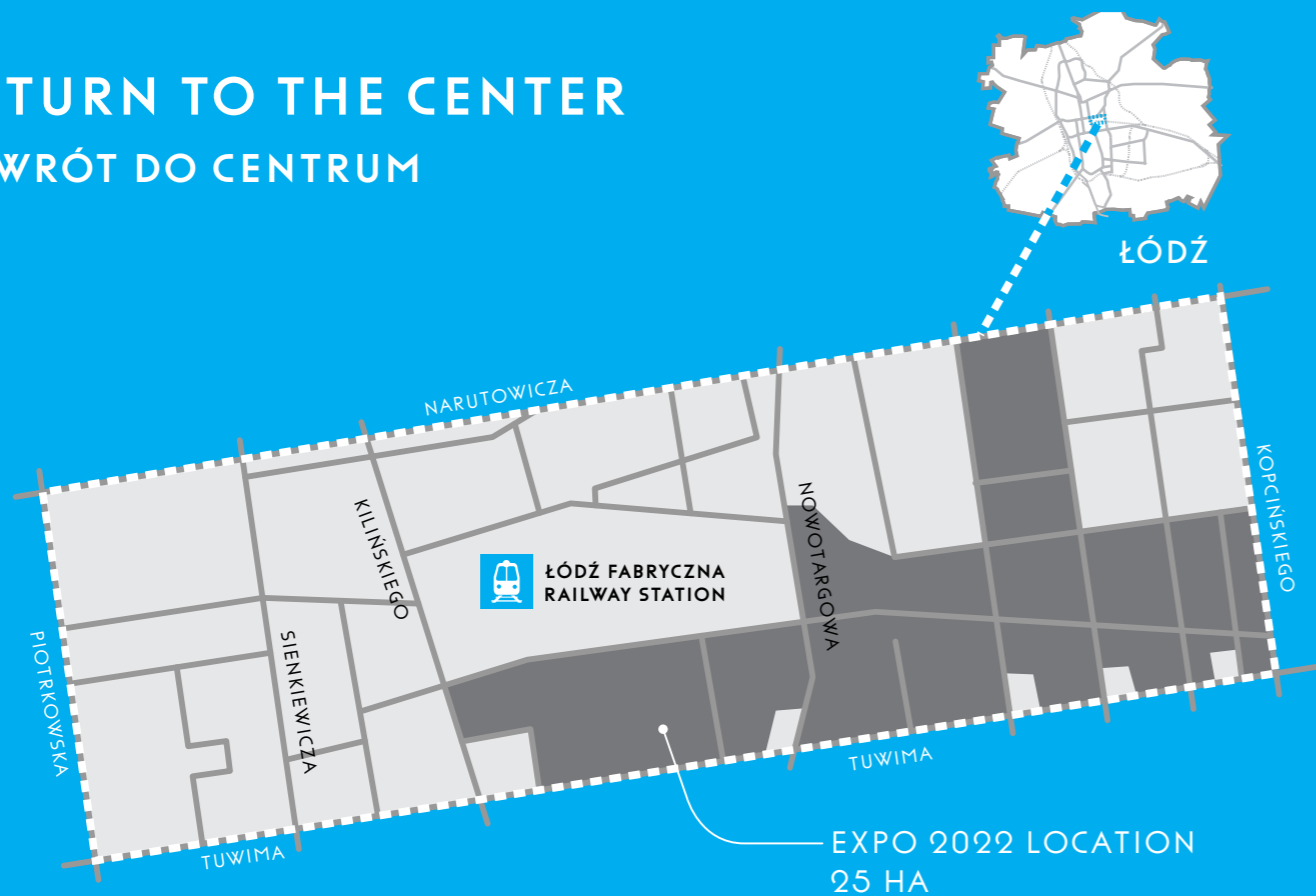 TURN TO THE CENTER
WRÓT DO CENTRUM
ŁÓDŹ
NARUTOWICZA
KOPCIŃSKIEGO
KILIŃSKIEGO
NOWOTARGOWA
ŁÓDŹ FABRYCZNA
RAILWAY STATION
PIOTRKOWSKA
SIENKIEWICZA
TUWIMA
TUWIMA
EXPO 2022 LOCATION
25 HA